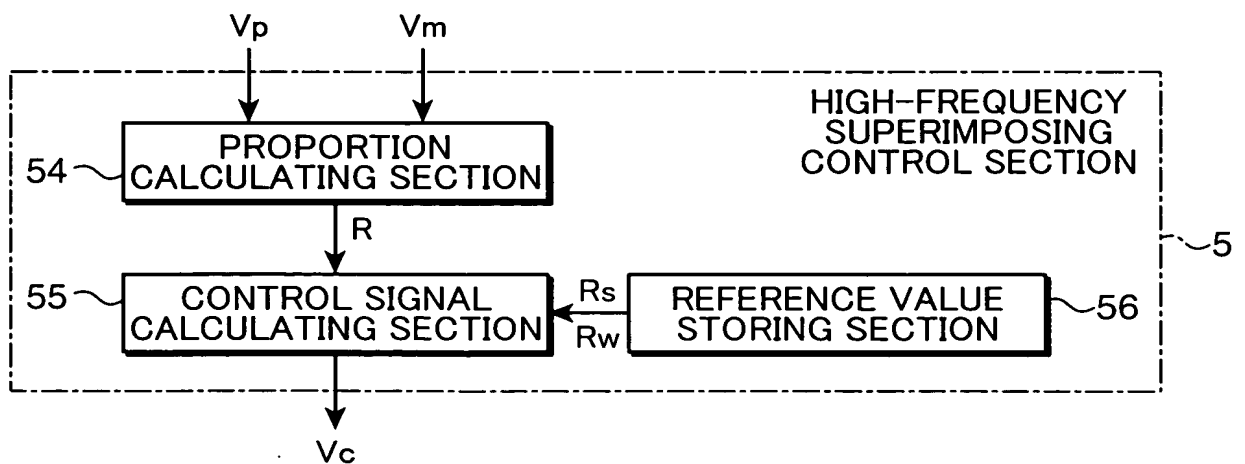 Vp Vm
HIGH-FREQUENCY
SUPERIMPOSING
CONTROL SECTION
54
PROPORTION
CALCULATING SECTION
R
5
55
CONTROL SIGNAL
CALCULATING SECTION
Rs
Rw
REFERENCE VALUE
STORING SECTION
56
Vc